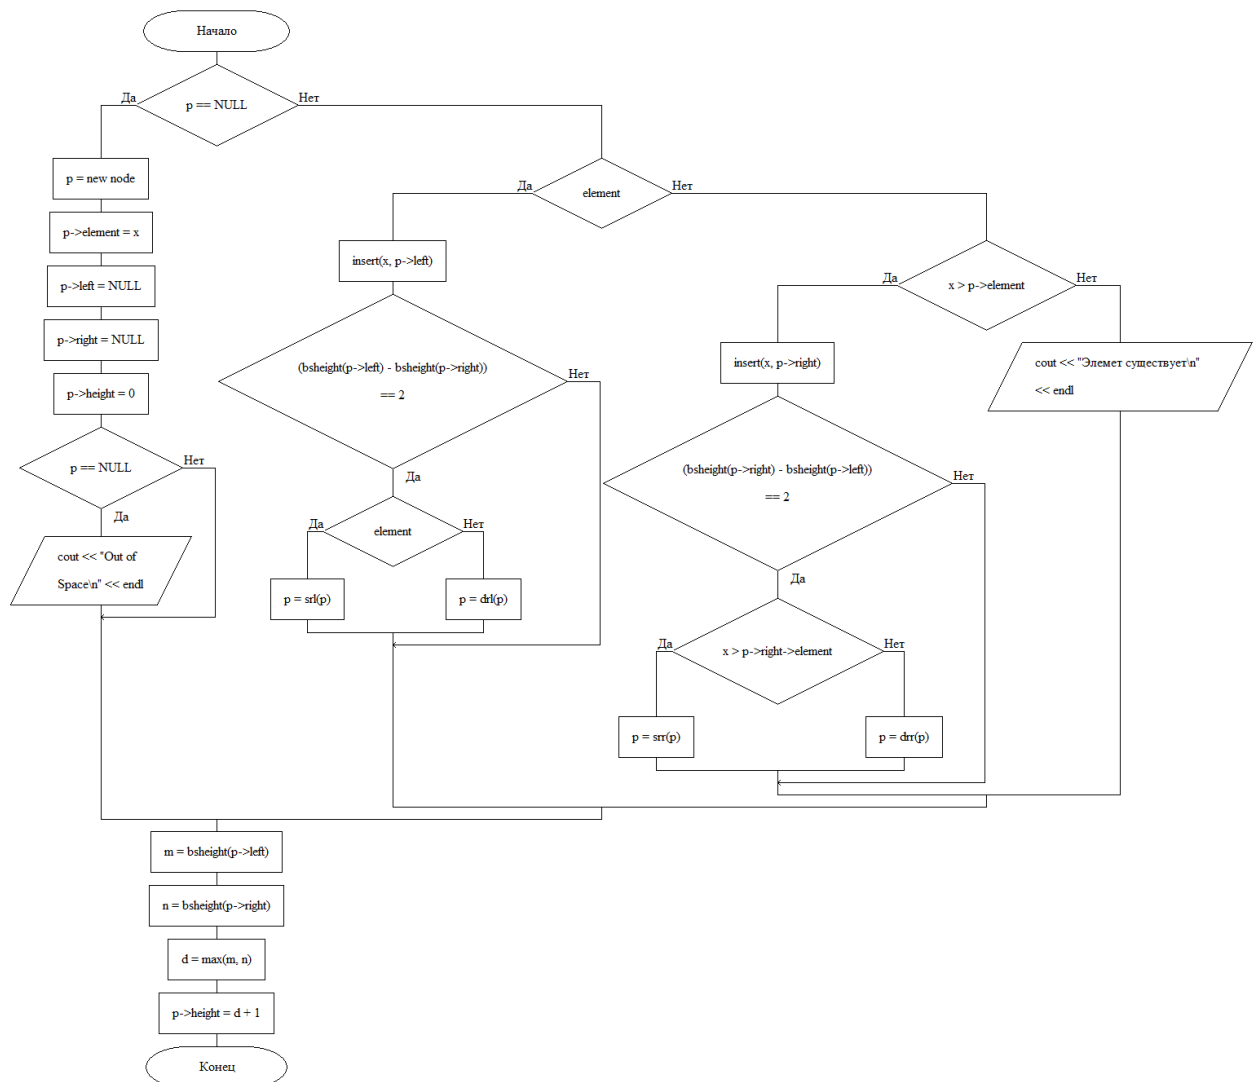 Начало
p == NULL
Да
Нет
p = new node
p->element = x
p->left = NULL
p->right = NULL
p->height = 0
p == NULL
Нет
Да
cout << "Out of
Space\n" << endl
element
Да
Нет
insert(x, p->left)
(bsheight(p->left) - bsheight(p->right))
== 2
Нет
Да
element
Да
Нет
p = srl(p)
p = drl(p)
x > p->element
Да
Нет
insert(x, p->right)
(bsheight(p->right) - bsheight(p->left))
== 2
Нет
Да
x > p->right->element
Да
Нет
p = srr(p)
p = drr(p)
cout << "Элемет существует\n"
<< endl
m = bsheight(p->left)
n = bsheight(p->right)
d = max(m, n)
p->height = d + 1
Конец